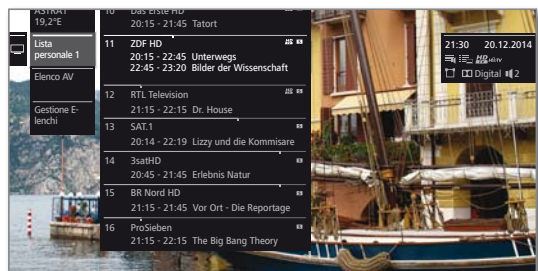 ASTRA1
19,2°E
Lista
personale 1
Elenco AV
Gestione E-
lenchi
10 Das Erste HD
20:15 - 21:45 Tatort
11 ZDF HD
20:15 - 22:45 Unterwegs
22:45 - 23:20 Bilder der Wissenschaft
12 RTL Television
21:15 - 22:15 Dr. House
13 SAT.1
20:14 - 22:19 Lizzy und die Kommisare
14 3satHD
20:45 - 21:45 Erlebnis Natur
15 BR Nord HD
21:15 - 21:45 Vor Ort - Die Reportage
16 ProSieben
21:15 - 22:15 The Big Bang Theory
21:30 20.12.2014
HD HDTV
Digital 2